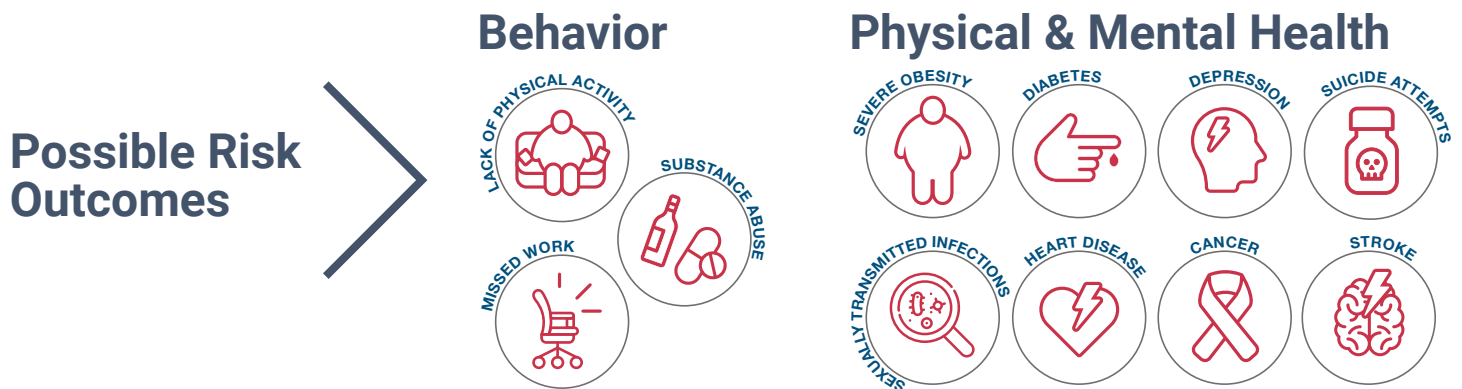 Possible Risk
Outcomes
Behavior
LACK OF PHYSICAL ACTIVITY
SUBSTANCE ABUSE
MISSED WORK
Physical & Mental Health
SEVERE OBESITY
DIABETES
DEPRESSION
SUICIDE ATTEMPTS
SEXUALLY TRANSMITTED INFECTIONS
HEART DISEASE
CANCER
STROKE